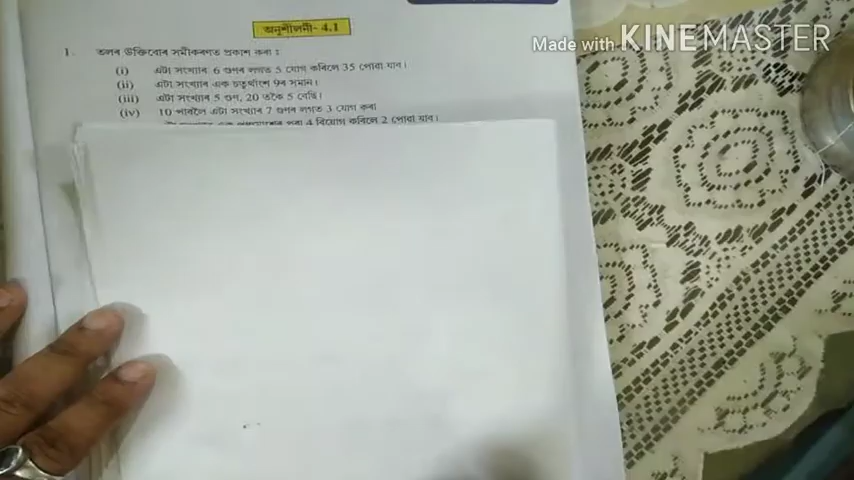 Made with KINEMASTER
অনুশীলনী- 4.1
1. তলৰ উক্তিবোৰ সমীকৰণত প্ৰকাশ কৰা :
(i) এটা সংখ্যাৰ 6 গুণৰ লগত 5 যোগ কৰিলে 35 পোৱা যাব।
(ii) এটা সংখ্যাৰ এক চতুৰ্থাংশ 9ৰ সমান।
(iii) এটা সংখ্যাৰ 5 গুণ, 20 তকৈ 5 বেছি।
(iv) 10 পাবলৈ এটা সংখ্যাৰ 7 গুণৰ লগত 3 যোগ কৰা
পৰা 4 বিয়োগ কৰিলে 2 পোৱা যাব।